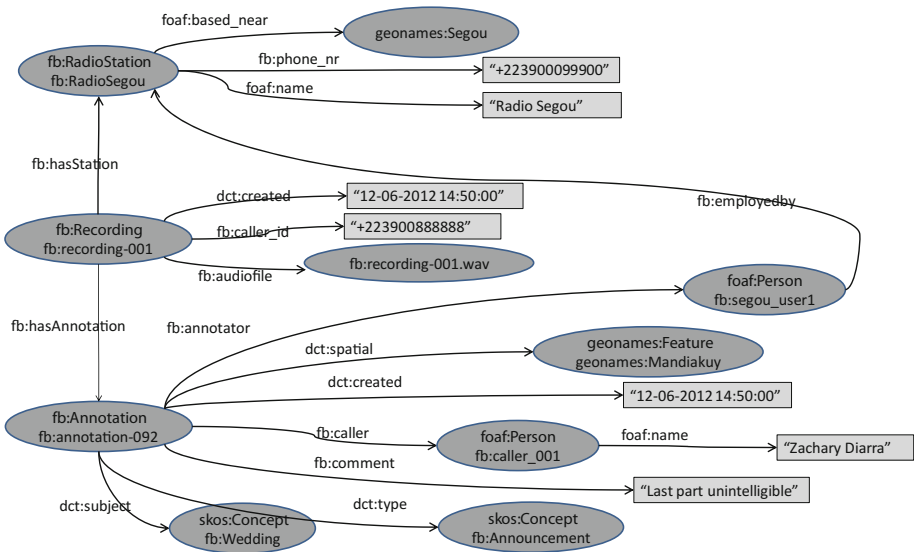 foaf:based_near
geonames:Segou
fb:RadioStation
fb:RadioSegou
fb:phone_nr
“+223900099900”
foaf:name
“Radio Segou”
fb:hasStation
dct:created
“12-06-2012 14:50:00”
fb:employedby
fb:Recording
fb:recording-001
fb:caller_id
“+223900888888”
fb:audiofile
fb:recording-001.wav
foaf:Person
fb:segou_user1
fb:hasAnnotation
fb:annotator
dct:spatial
geonames:Feature
geonames:Mandiakuy
dct:created
“12-06-2012 14:50:00”
fb:Annotation
fb:annotation-092
fb:caller
foaf:Person
fb:caller_001
foaf:name
“Zachary Diarra”
fb:comment
“Last part unintelligible”
dct:subject
skos:Concept
fb:Wedding
dct:type
skos:Concept
fb:Announcement